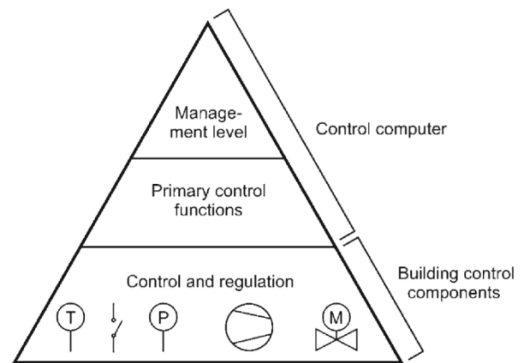 Manage-
ment level
Control computer
Primary control
functions
Control and regulation
Building control
components
T
P
M